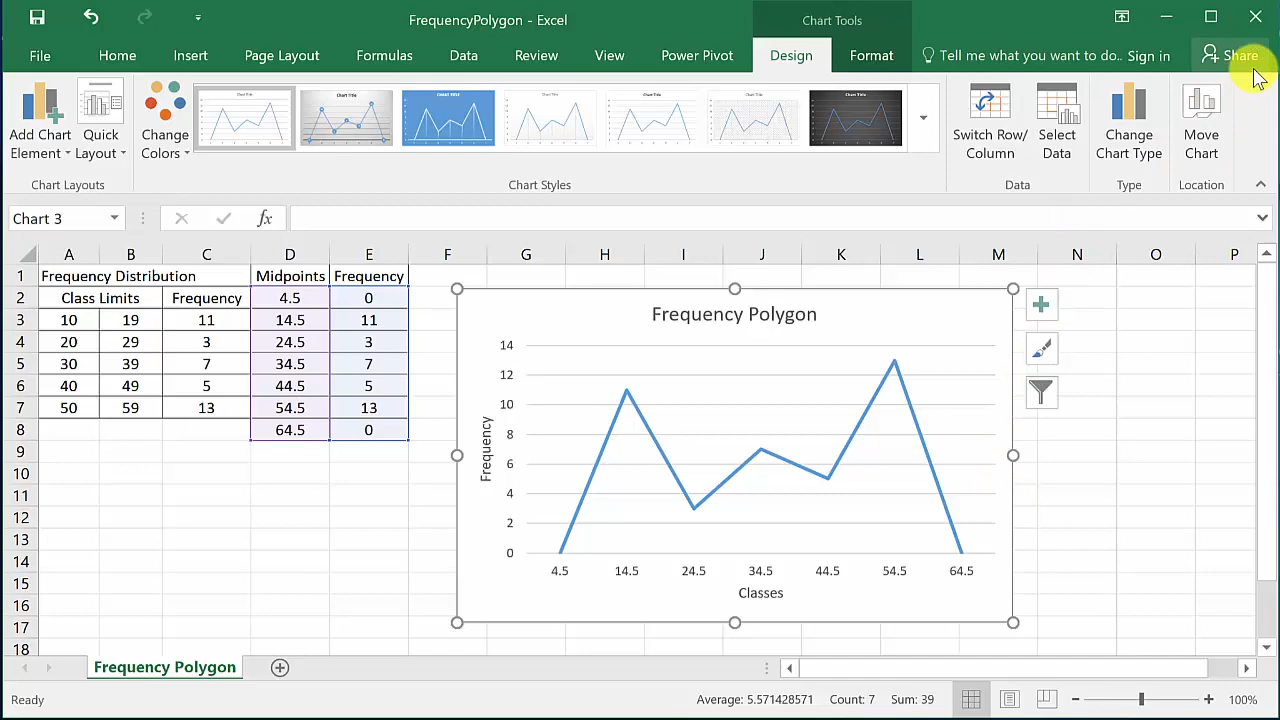 FrequencyPolygon - Excel
Chart Tools
File Home Insert Page Layout Formulas Data Review View Power Pivot Design Format Tell me what you want to do.. Sign in Share
Add Chart Element
Quick Layout
Change Colors
Switch Row/ Column
Select Data
Change Chart Type
Move Chart
Chart Layouts Chart Styles Data Type Location
Chart 3 fx
A B C D E F G H I J K L M N O P
1 Frequency Distribution Midpoints Frequency
2 Class Limits Frequency 4.5 0
3 10 19 11 14.5 11
4 20 29 3 24.5 3
5 30 39 7 34.5 7
6 40 49 5 44.5 5
7 50 59 13 54.5 13
8 64.5 0
9
10
11
12
13
14
15
16
17
18
Frequency Polygon
14
12
10
8
6
4
2
0
Frequency
4.5 14.5 24.5 34.5 44.5 54.5 64.5
Classes
Frequency Polygon
Ready Average: 5.571428571 Count: 7 Sum: 39 100%